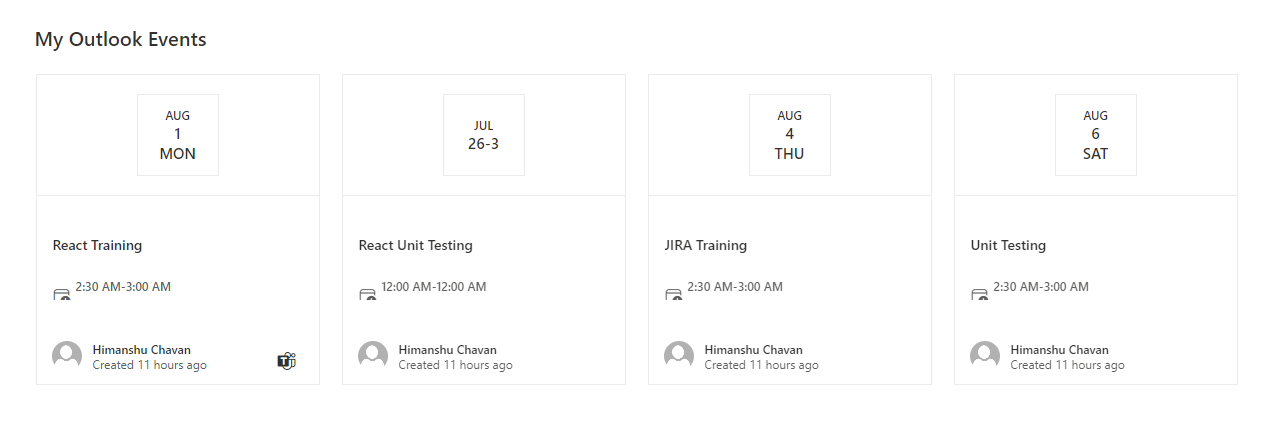 My Outlook Events
AUG
1
MON
React Training
2:30 AM-3:00 AM
Himanshu Chavan
Created 11 hours ago
T
JUL
26-3
React Unit Testing
12:00 AM-12:00 AM
Himanshu Chavan
Created 11 hours ago
AUG
4
THU
JIRA Training
2:30 AM-3:00 AM
Himanshu Chavan
Created 11 hours ago
AUG
6
SAT
Unit Testing
2:30 AM-3:00 AM
Himanshu Chavan
Created 11 hours ago